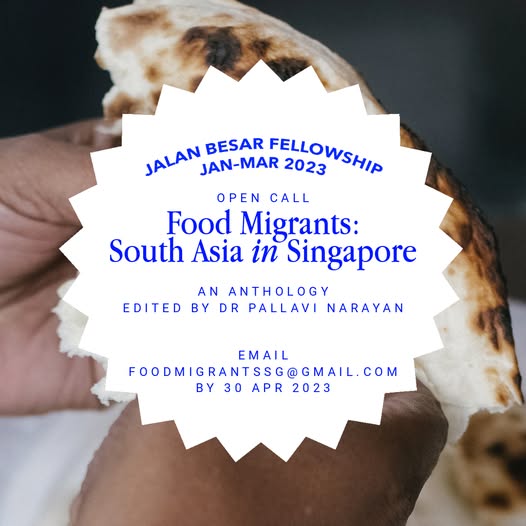 JALAN BESAR FELLOWSHIP
JAN-MAR 2023
OPEN CALL
Food Migrants:
South Asia in Singapore
AN ANTHOLOGY
EDITED BY DR PALLAVI NARAYAN
EMAIL
FOODMIGRANTSSG@GMAIL.COM
BY 30 APR 2023